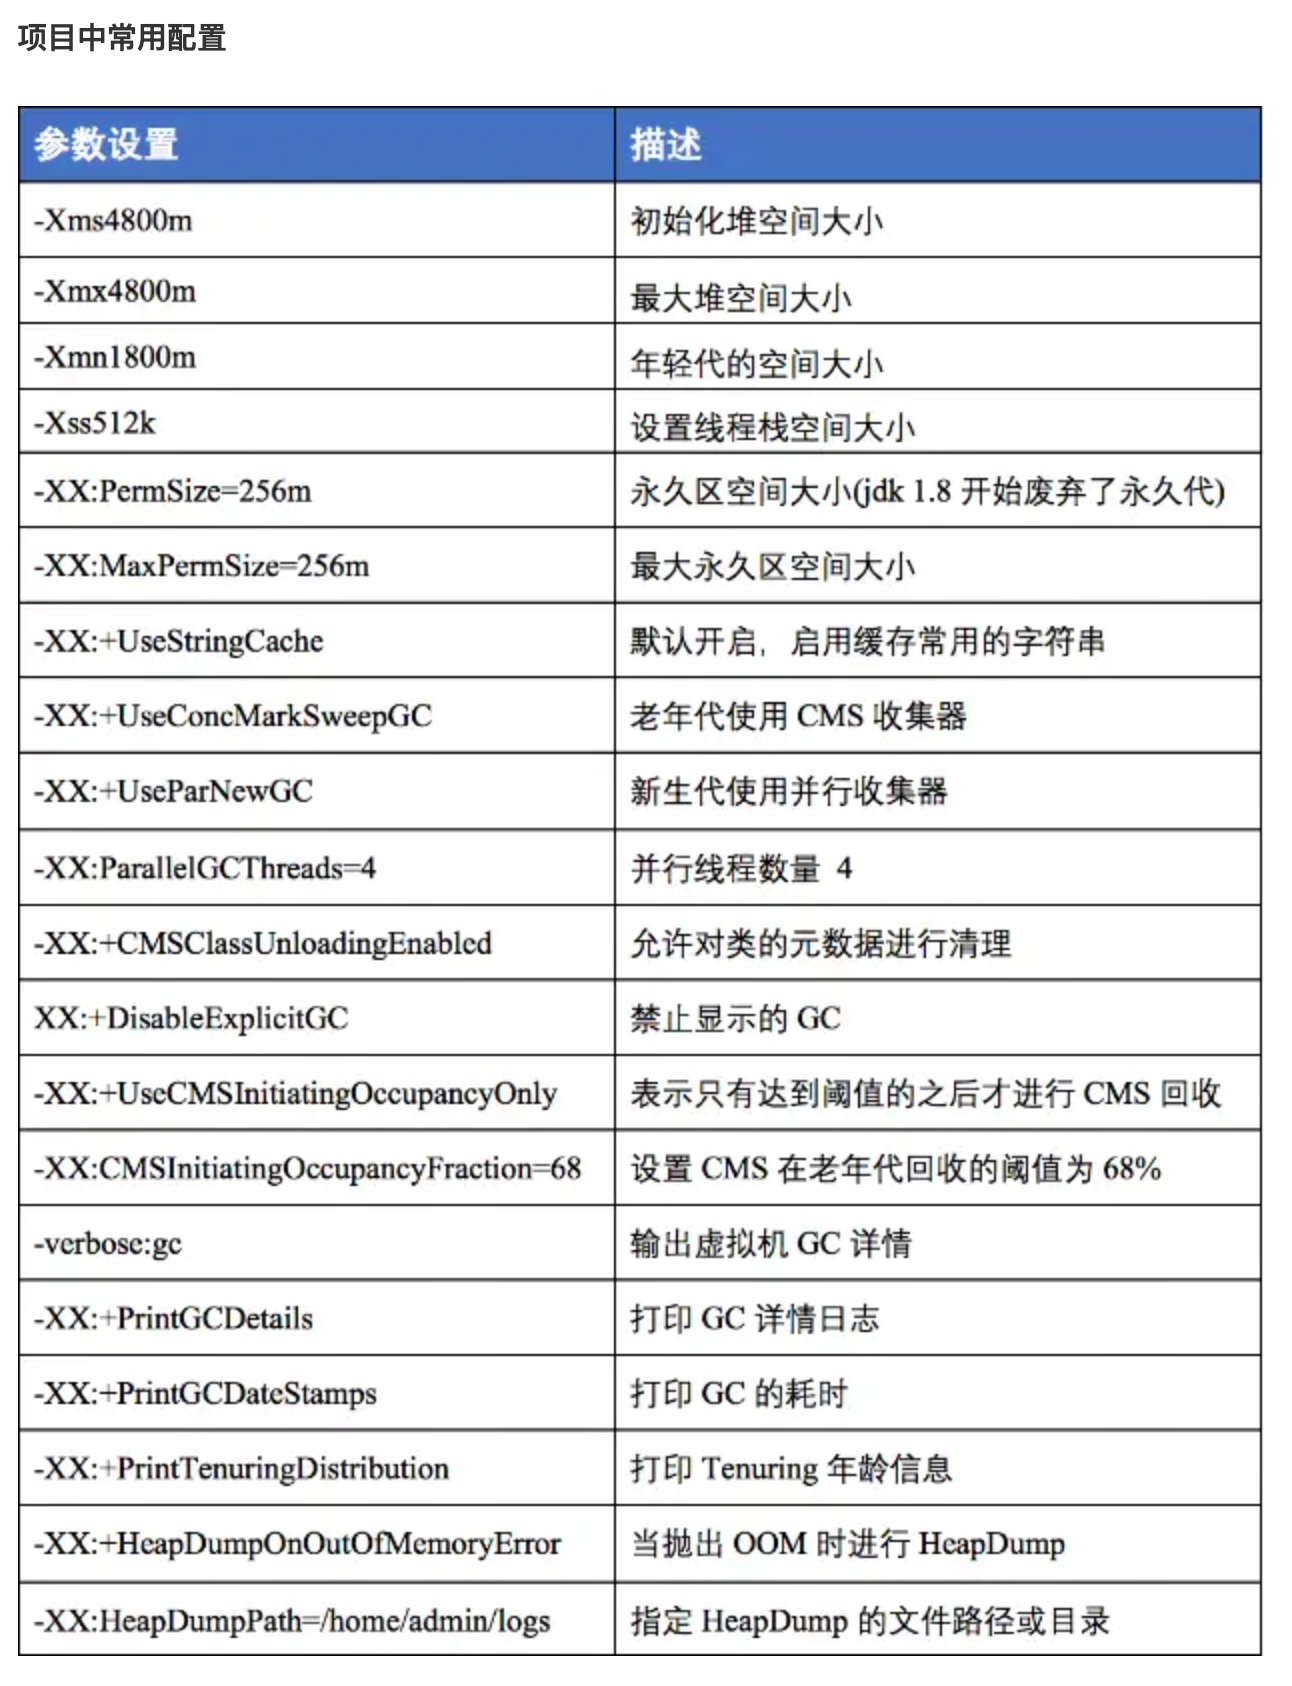 项目中常用配置
参数设置 描述
-Xms4800m 初始化堆空间大小
-Xmx4800m 最大堆空间大小
-Xmn1800m 年轻代的空间大小
-Xss512k 设置线程栈空间大小
-XX:PermSize=256m 永久区空间大小(jdk 1.8 开始废弃了永久代)
-XX:MaxPermSize=256m 最大永久区空间大小
-XX:+UseStringCache 默认开启，启用缓存常用的字符串
-XX:+UseConcMarkSweepGC 老年代使用 CMS 收集器
-XX:+UseParNewGC 新生代使用并行收集器
-XX:ParallelGCThreads=4 并行线程数量 4
-XX:+CMSClassUnloadingEnabled 允许对类的元数据进行清理
XX:+DisableExplicitGC 禁止显示的 GC
-XX:+UseCMSInitiatingOccupancyOnly 表示只有达到阈值的之后才进行 CMS 回收
-XX:CMSInitiatingOccupancyFraction=68 设置 CMS 在老年代回收的阈值为 68%
-verbose:gc 输出虚拟机 GC 详情
-XX:+PrintGCDetails 打印 GC 详情日志
-XX:+PrintGCDateStamps 打印 GC 的耗时
-XX:+PrintTenuringDistribution 打印 Tenuring 年龄信息
-XX:+HeapDumpOnOutOfMemoryError 当抛出 OOM 时进行 HeapDump
-XX:HeapDumpPath=/home/admin/logs 指定 HeapDump 的文件路径或目录